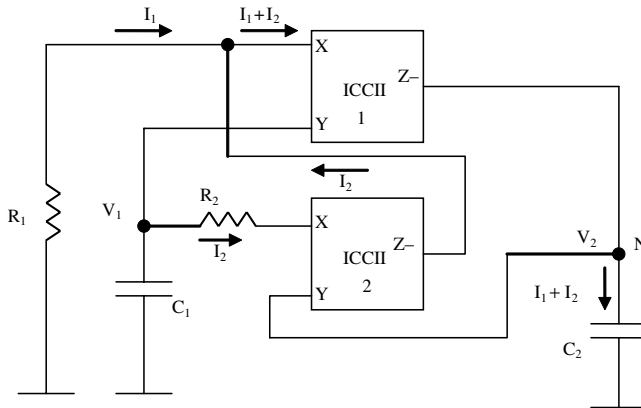 I1
I1+I2
X
ICCII
1
Z–
Y
I2
R1
V1
R2
I2
X
ICCII
2
Z–
Y
V2
N
I1 + I2
C1
C2